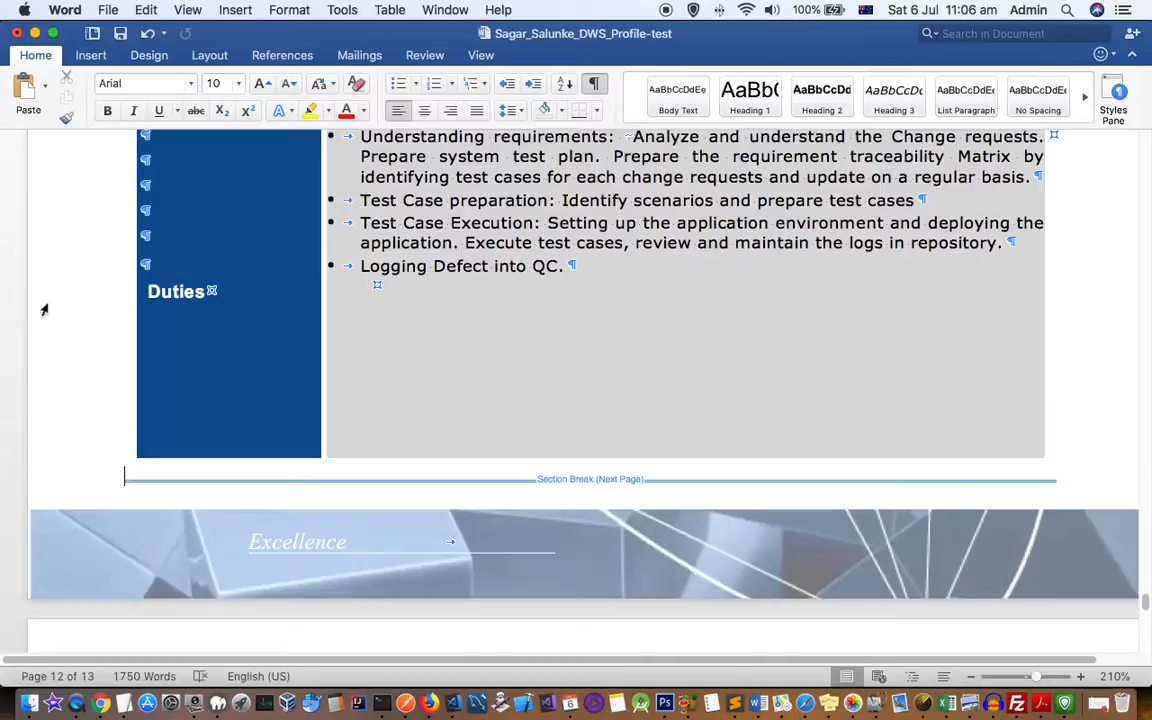 Word File Edit View Insert Format Tools Table Window Help 100% Sat 6 Jul 11:06 am Admin
Sagar_Salunke_DWS_Profile-test Search in Document
Home Insert Design Layout References Mailings Review View
Paste Arial 10 AaBbCcDdEe Body Text AaBb( Heading 1 AaBbCcDd Heading 2 AaBbCcDc Heading 3 AaBbCcDdEe List Paragraph AaBbCcDdEe No Spacing Styles Pane
B I U abc X₂ X² A A
• Understanding requirements: Analyze and understand the Change requests.
Prepare system test plan. Prepare the requirement traceability Matrix by
identifying test cases for each change requests and update on a regular basis.
• Test Case preparation: Identify scenarios and prepare test cases
• Test Case Execution: Setting up the application environment and deploying the
application. Execute test cases, review and maintain the logs in repository.
• Logging Defect into QC.
Duties
Section Break (Next Page)
Excellence
Page 12 of 13 1750 Words English (US) 210%